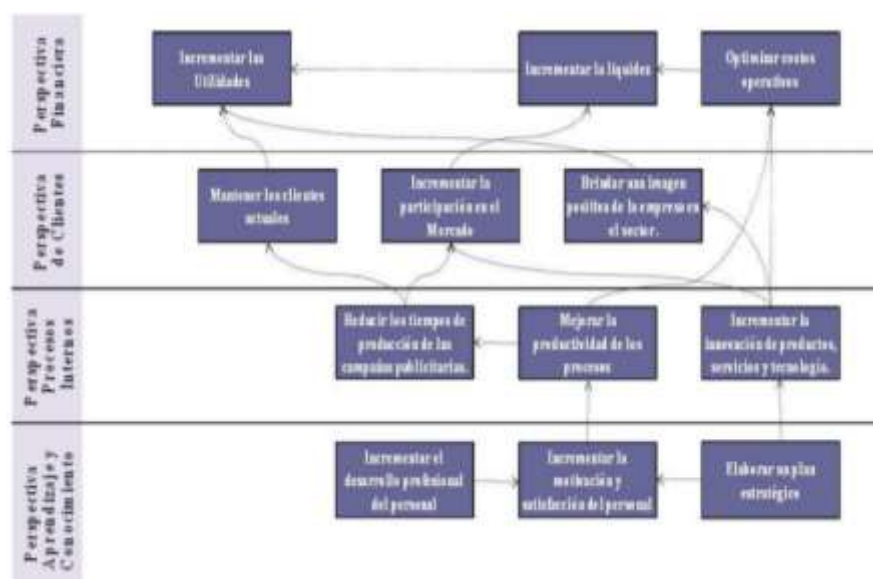 Perspectiva
Financiera
Incrementar las
Utilidades
Incrementar la liquidez
Optimizar costos
operativos
Perspectiva
de Clientes
Mantener los clientes
actuales
Incrementar la
participación en el
Mercado
Brindar una imagen
positiva de la empresa en
el sector.
Perspectiva
Procesos
Internos
Reducir los tiempos de
producción de las
campañas publicitarias.
Mejorar la
productividad de los
procesos
Incrementar la
innovación de productos,
servicios y tecnología.
Perspectiva
Aprendizaje y
Conocimiento
Incrementar el
desarrollo profesional
del personal
Incrementar la
motivación y
satisfacción del personal
Elaborar un plan
estratégico